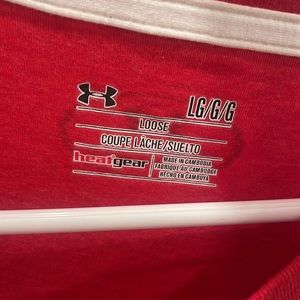 LG/G/G
LOOSE
COUPE LÂCHE/SUELTO
heatgear
MADE IN CAMBODIA
FABRIQUÉ AU CAMBODGE
HECHO EN CAMBOYA